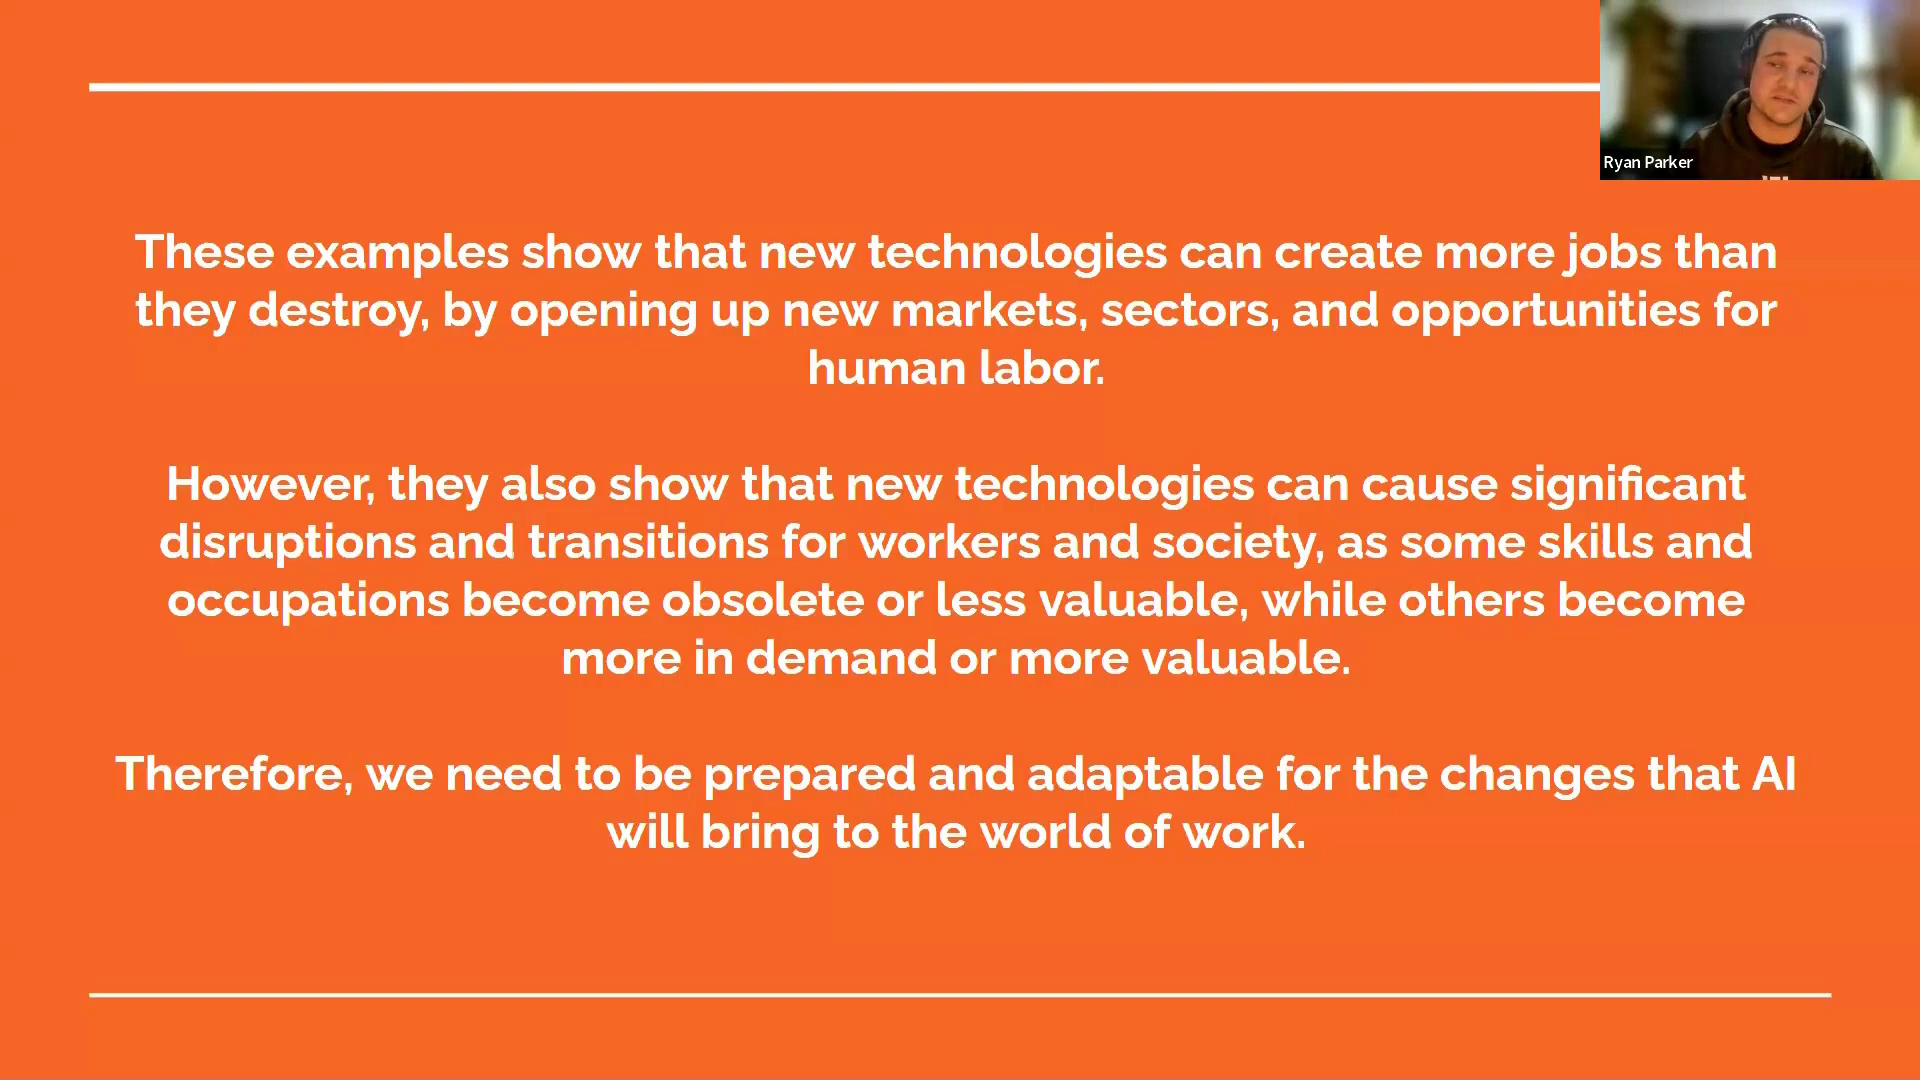 Ryan Parker
These examples show that new technologies can create more jobs than
they destroy, by opening up new markets, sectors, and opportunities for
human labor.
However, they also show that new technologies can cause significant
disruptions and transitions for workers and society, as some skills and
occupations become obsolete or less valuable, while others become
more in demand or more valuable.
Therefore, we need to be prepared and adaptable for the changes that AI
will bring to the world of work.